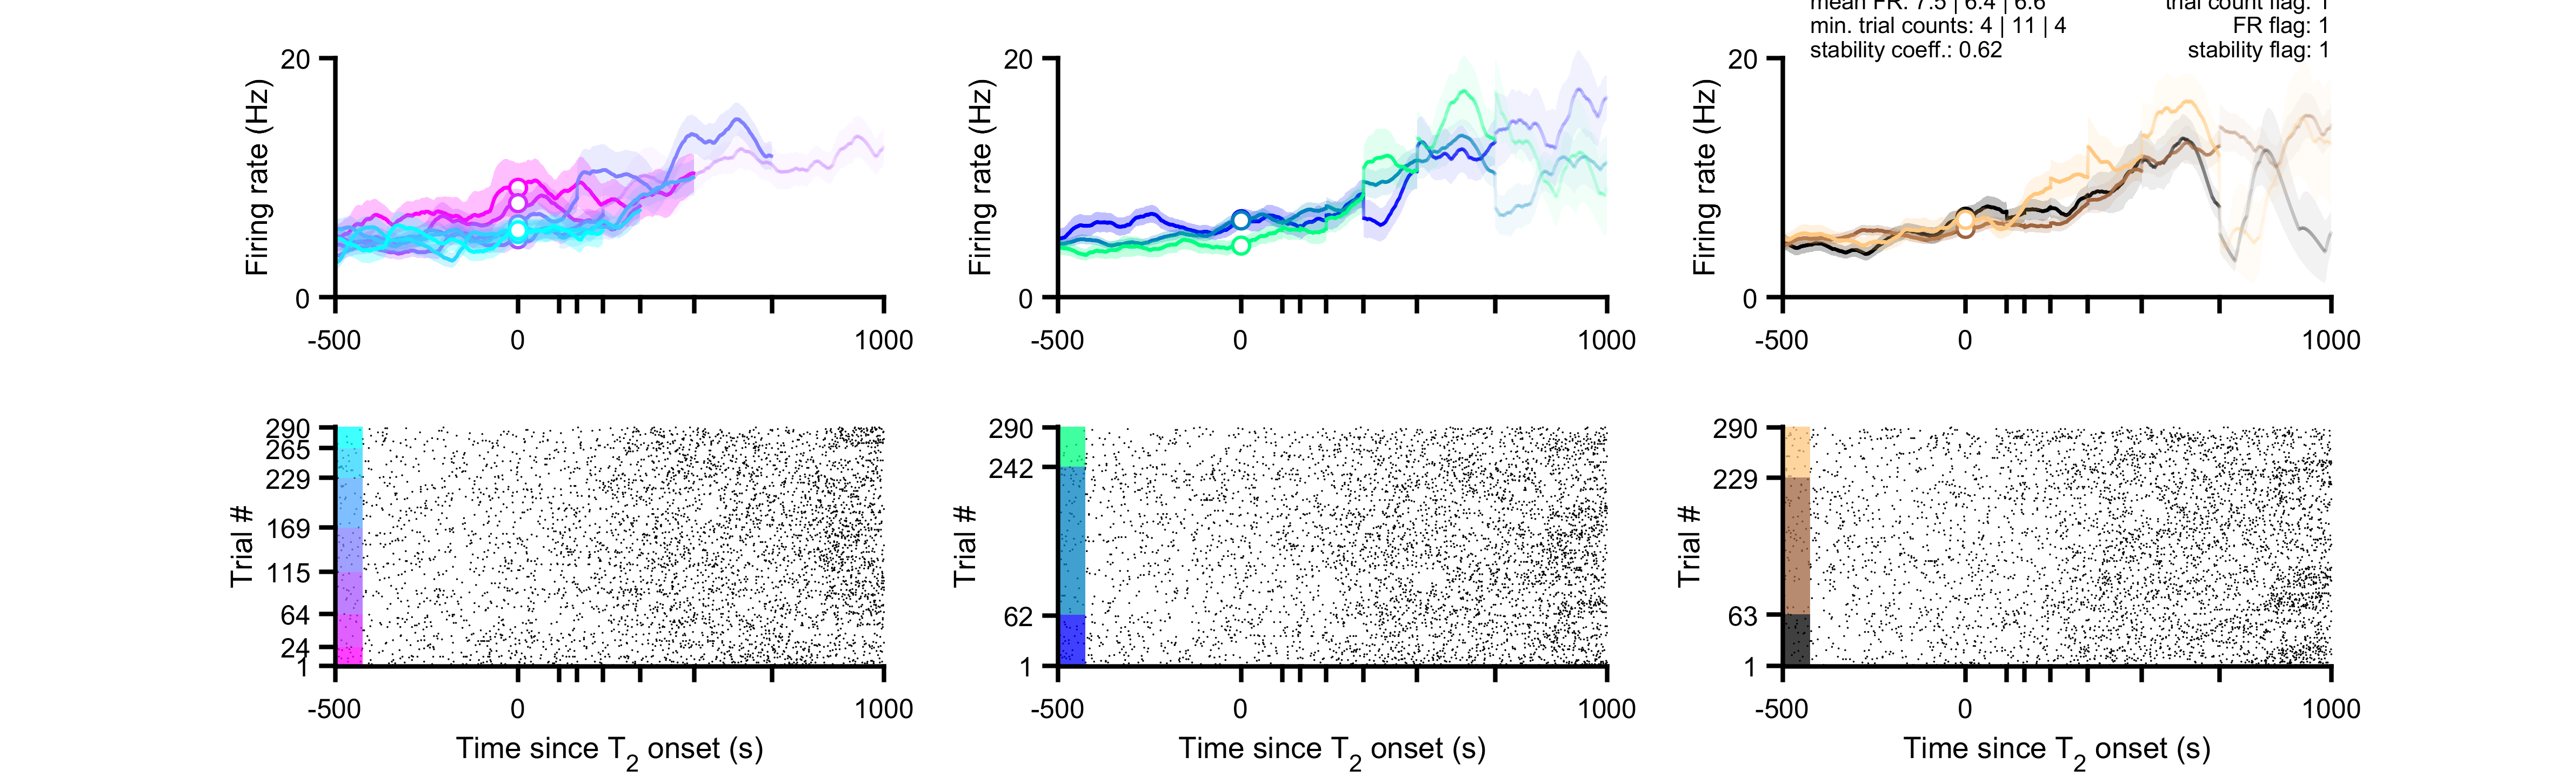 mean FR: 7.5 | 6.4 | 6.6
trial count flag: 1
min. trial counts: 4 | 11 | 4
FR flag: 1
stability coeff.: 0.62
stability flag: 1
20
Firing rate (Hz)
0
-500
0
1000
20
Firing rate (Hz)
0
-500
0
1000
20
Firing rate (Hz)
0
-500
0
1000
290
265
229
169
115
64
24
1
Trial #
-500
0
1000
Time since T2 onset (s)
290
242
62
1
Trial #
-500
0
1000
Time since T2 onset (s)
290
229
63
1
Trial #
-500
0
1000
Time since T2 onset (s)